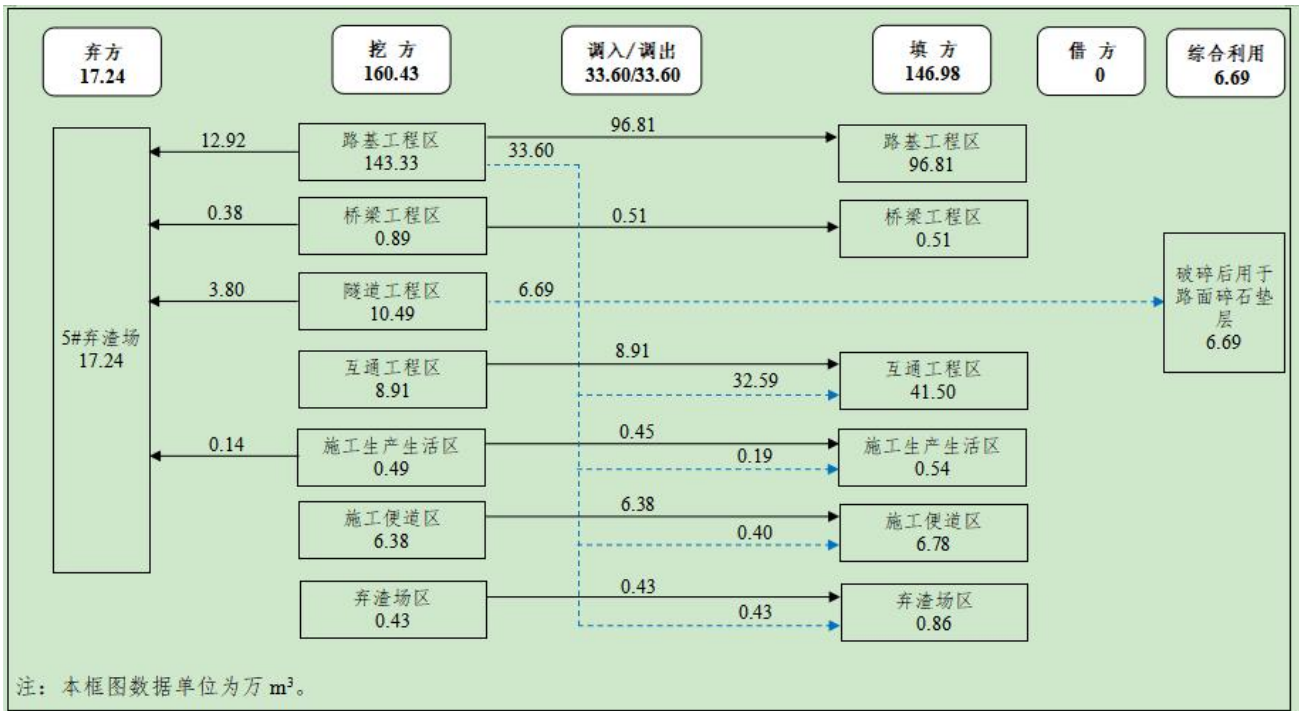 弃方
17.24
挖 方
160.43
调入/调出
33.60/33.60
填 方
146.98
借 方
0
综合利用
6.69
12.92
路基工程区
143.33
96.81
33.60
路基工程区
96.81
0.38
桥梁工程区
0.89
0.51
桥梁工程区
0.51
3.80
隧道工程区
10.49
6.69
破碎后用于
路面碎石垫
层
6.69
5#弃渣场
17.24
互通工程区
8.91
8.91
32.59
互通工程区
41.50
0.14
施工生产生活区
0.49
0.45
0.19
施工生产生活区
0.54
施工便道区
6.38
6.38
0.40
施工便道区
6.78
弃渣场区
0.43
0.43
0.43
弃渣场区
0.86
注：本框图数据单位为万 m³。